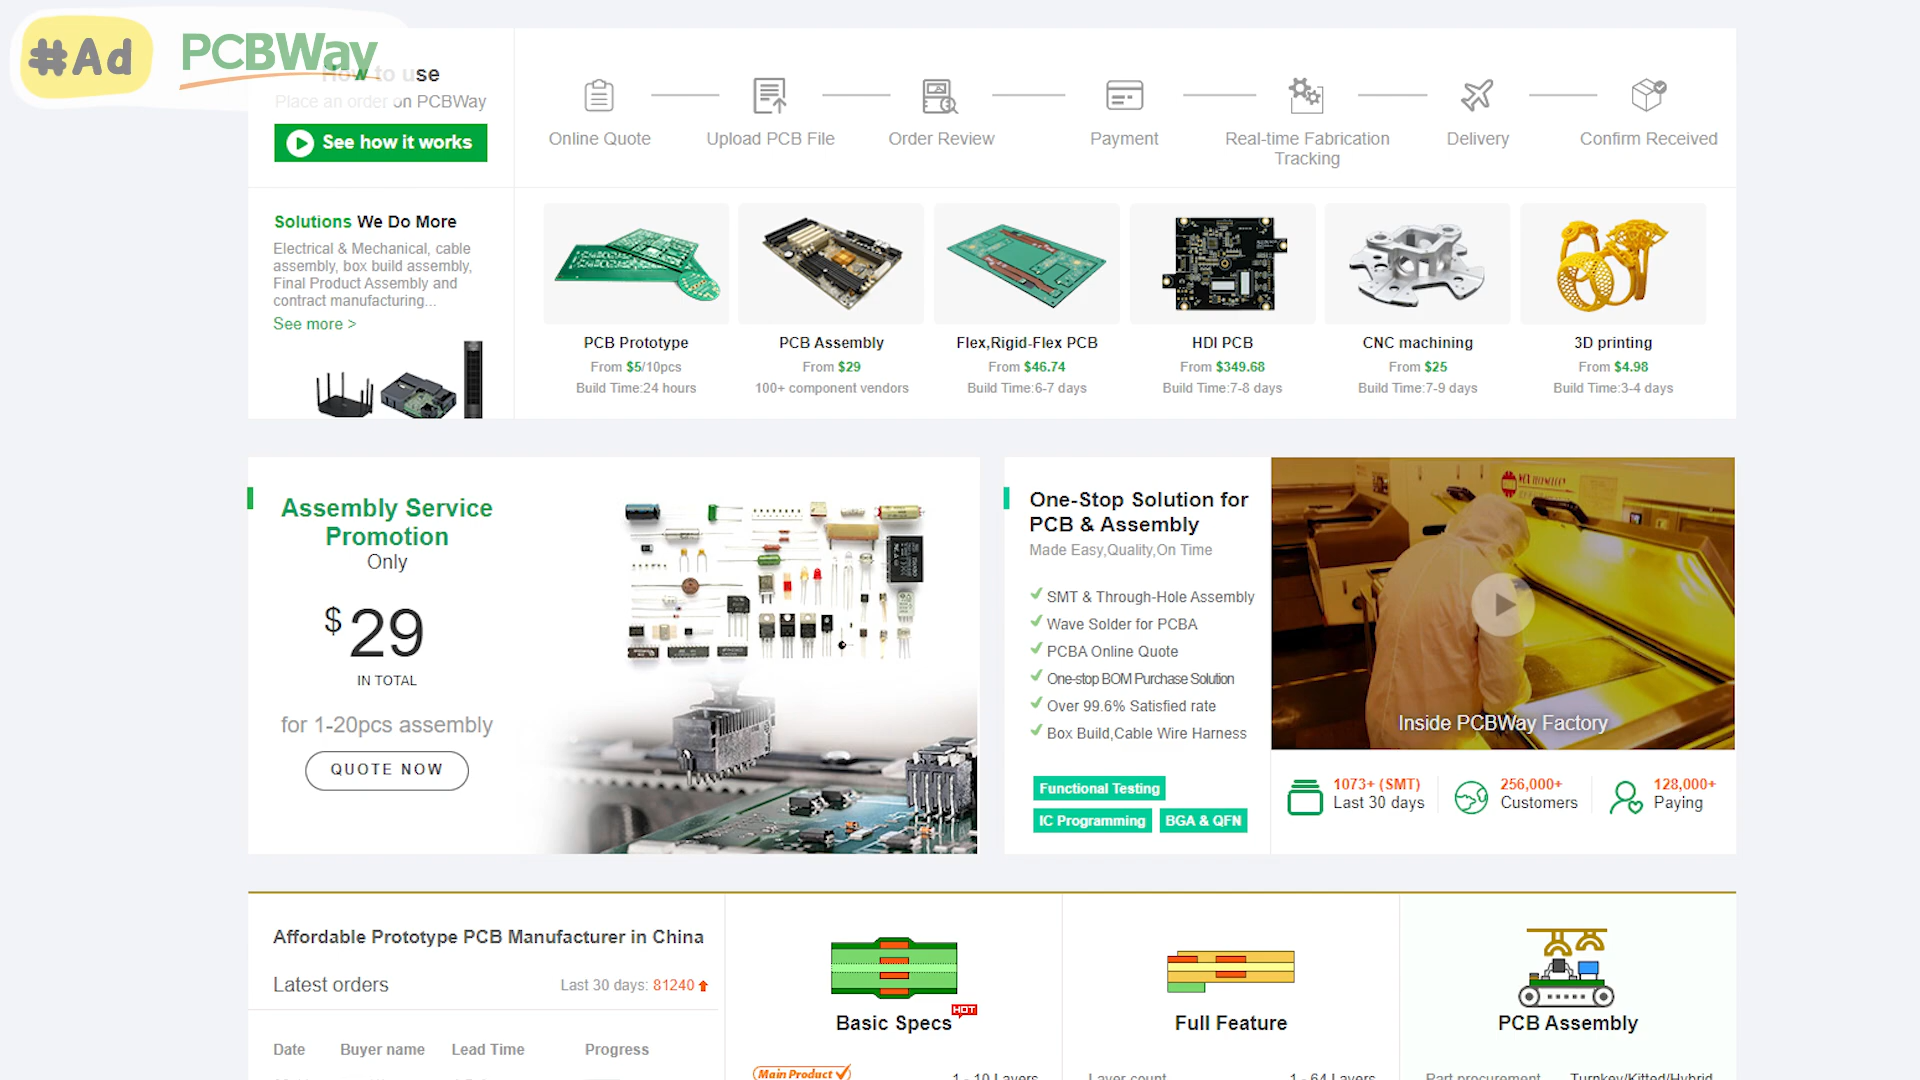 #Ad
PCBWay
How to use
Place an order on PCBWay
See how it works
Online Quote
Upload PCB File
Order Review
Payment
Real-time Fabrication
Tracking
Delivery
Confirm Received
Solutions We Do More
Electrical & Mechanical, cable
assembly, box build assembly,
Final Product Assembly and
contract manufacturing...
See more >
PCB Prototype
From $5/10pcs
Build Time:24 hours
PCB Assembly
From $29
100+ component vendors
Flex,Rigid-Flex PCB
From $46.74
Build Time:6-7 days
HDI PCB
From $349.68
Build Time:7-8 days
CNC machining
From $25
Build Time:7-9 days
3D printing
From $4.98
Build Time:3-4 days
Assembly Service
Promotion
Only
$29
IN TOTAL
for 1-20pcs assembly
QUOTE NOW
One-Stop Solution for
PCB & Assembly
Made Easy,Quality,On Time
SMT & Through-Hole Assembly
Wave Solder for PCBA
PCBA Online Quote
One-stop BOM Purchase Solution
Over 99.6% Satisfied rate
Box Build,Cable Wire Harness
Functional Testing
IC Programming
BGA & QFN
Inside PCBWay Factory
1073+ (SMT)
Last 30 days
256,000+
Customers
128,000+
Paying
Affordable Prototype PCB Manufacturer in China
Latest orders
Last 30 days: 81240
Date Buyer name Lead Time Progress
HOT
Basic Specs
Main Product
1 - 10 Layers
Full Feature
Layer count
1 - 64 Layers
PCB Assembly
Part procurement
Turnkey/Kitted/Hybrid